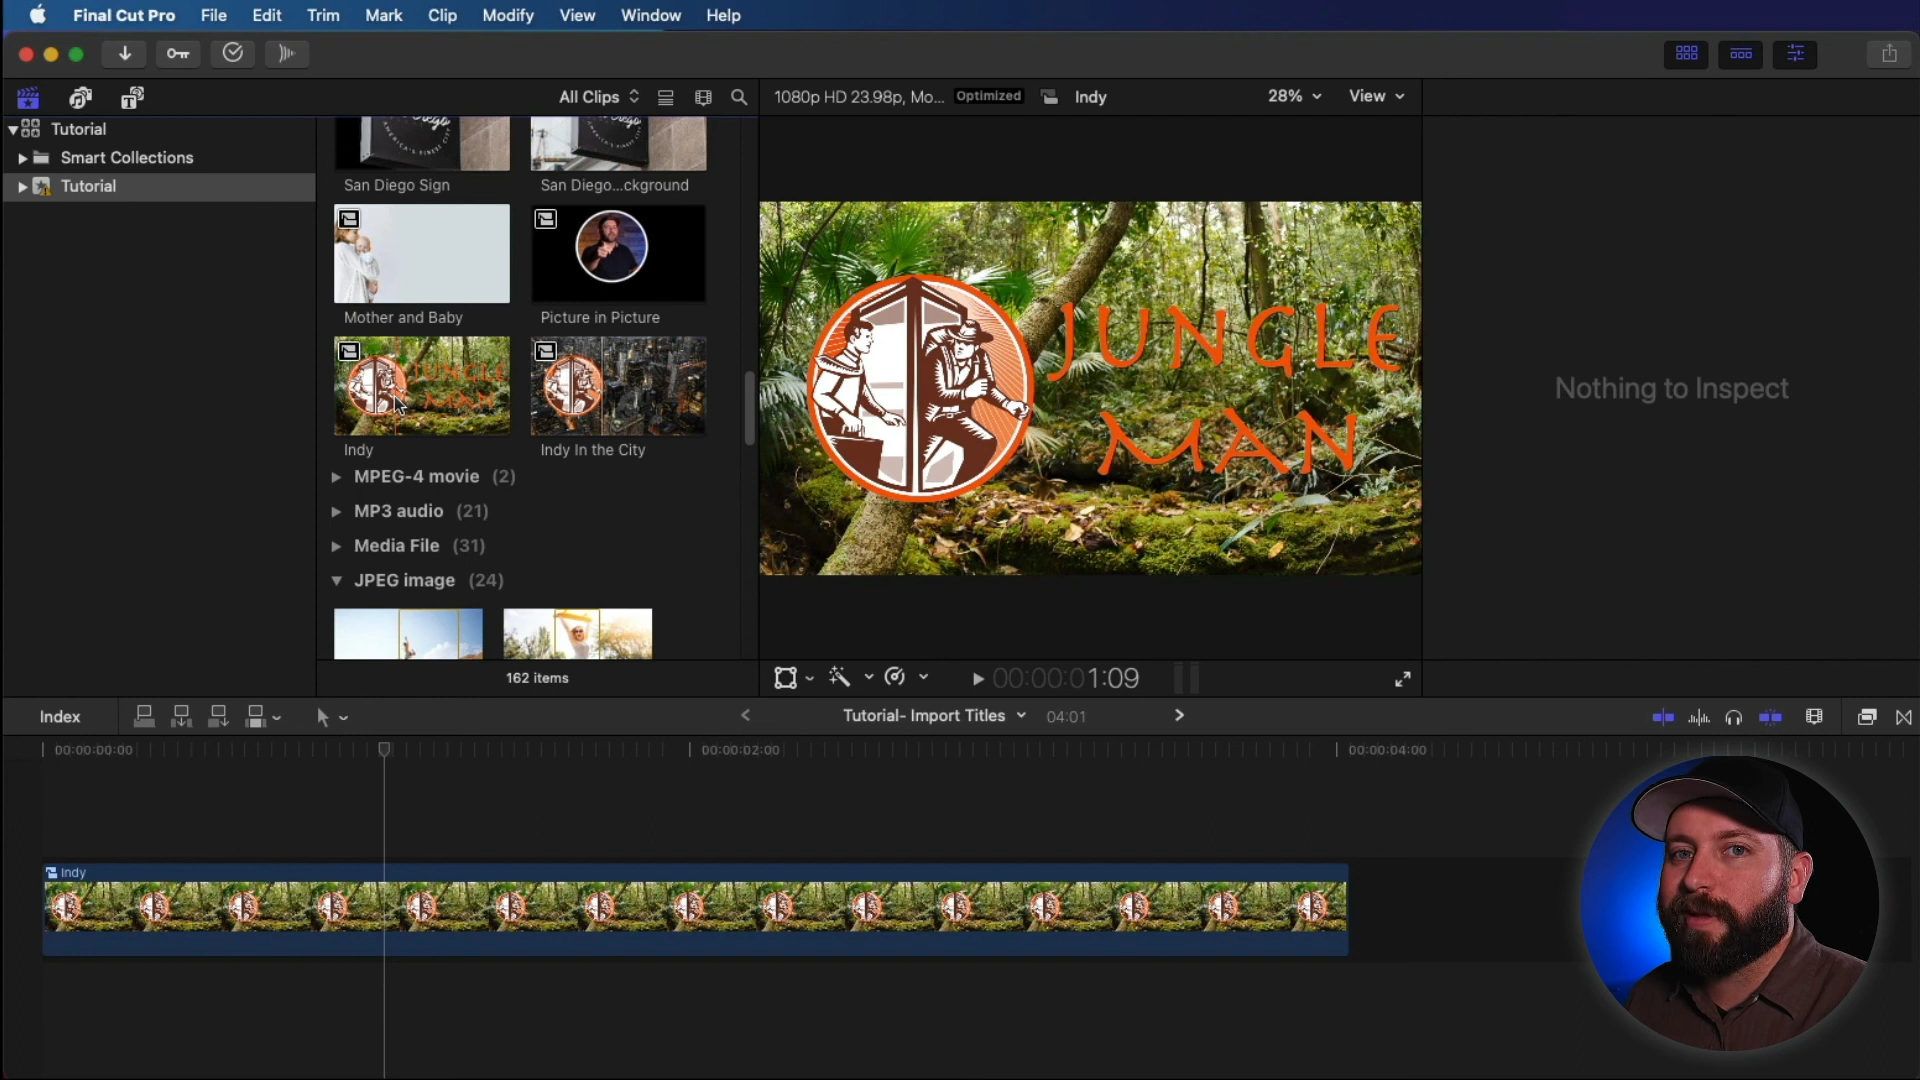 Final Cut Pro File Edit Trim Mark Clip Modify View Window Help
All Clips
1080p HD 23.98p, Mo... Optimized Indy 28% View
Tutorial
Smart Collections
Tutorial
San Diego Sign San Diego...ckground
Mother and Baby Picture in Picture
JUNGLE
MAN
JUNGLE
MAN
Indy Indy In the City
MPEG-4 movie (2)
MP3 audio (21)
Media File (31)
JPEG image (24)
162 items
00:00:01:09
Nothing to Inspect
Index Tutorial- Import Titles 04:01
00:00:00:00 00:00:02:00 00:00:04:00
Indy